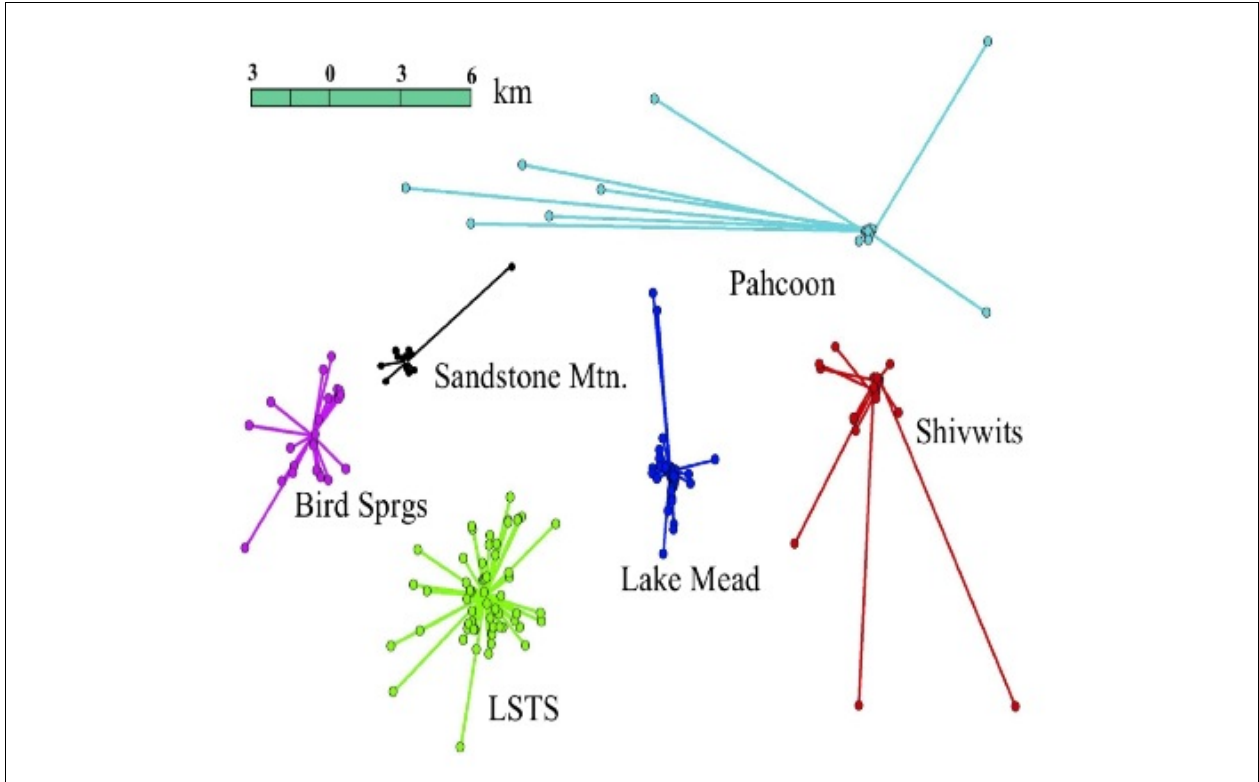 3 0 3 6
km
Pahcoon
Sandstone Mtn.
Shivwits
Bird Sprgs
Lake Mead
LSTS